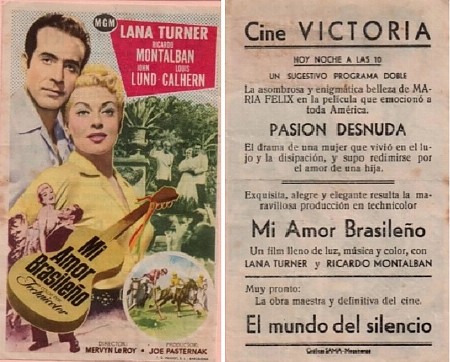 MGM
LANA TURNER
RICARDO
MONTALBAN
JOHN LOUIS
LUND-CALHERN
Mi
Amor
Brasileño
Technicolor
DIRECTOR: PRODUCTOR:
MERVYN LeROY · JOE PASTERNAK
Cine VICTORIA
HOY NOCHE A LAS 10
UN SUGESTIVO PROGRAMA DOBLE
La asombrosa y enigmática belleza de MA-
RIA FELIX en la película que emocionó a
toda América.
PASION DESNUDA
El drama de una mujer que vivió en el lu-
jo y la disipación, y supo redimirse por
el amor de una hija.
Exquisita, alegre y elegante resulta la ma-
ravillosa producción en technicolor
Mi Amor Brasileño
Un film lleno de luz, música y color, con
LANA TURNER y RICARDO MONTALBAN
Muy pronto:
La obra maestra y definitiva del cine.
El mundo del silencio